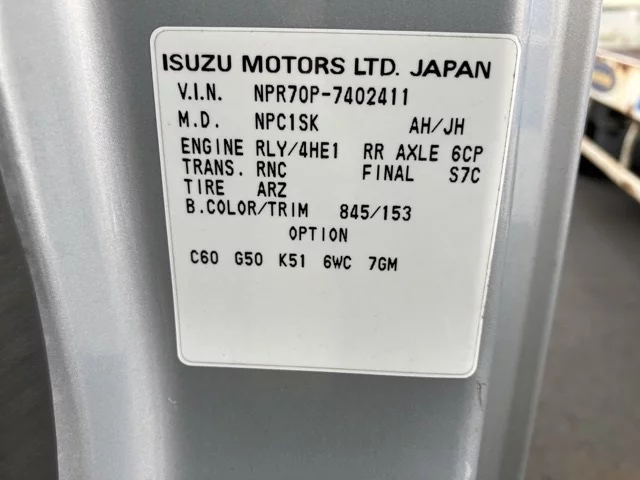 ISUZU MOTORS LTD. JAPAN
V.I.N. NPR70P-7402411
M.D. NPC1SK AH/JH
ENGINE RLY/4HE1 RR AXLE 6CP
TRANS. RNC FINAL S7C
TIRE ARZ
B.COLOR/TRIM 845/153
OPTION
C60 G50 K51 6WC 7GM